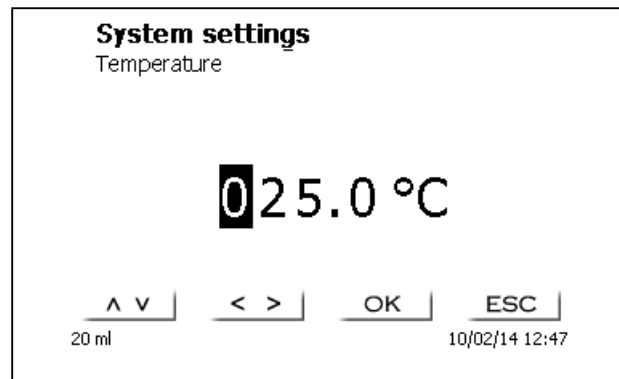 System settings
Temperature
025.0 °C
∧ ∨ < > OK ESC
20 ml 10/02/14 12:47